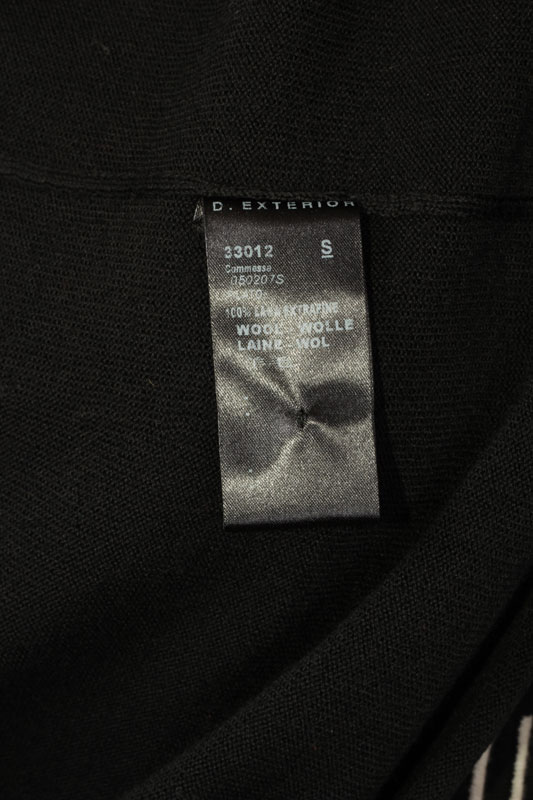 D. EXTERIOR
33012 S
Commessa
050207S
100% LANA EXTRAFINE
WOOL - WOLLE
LAINE - WOL